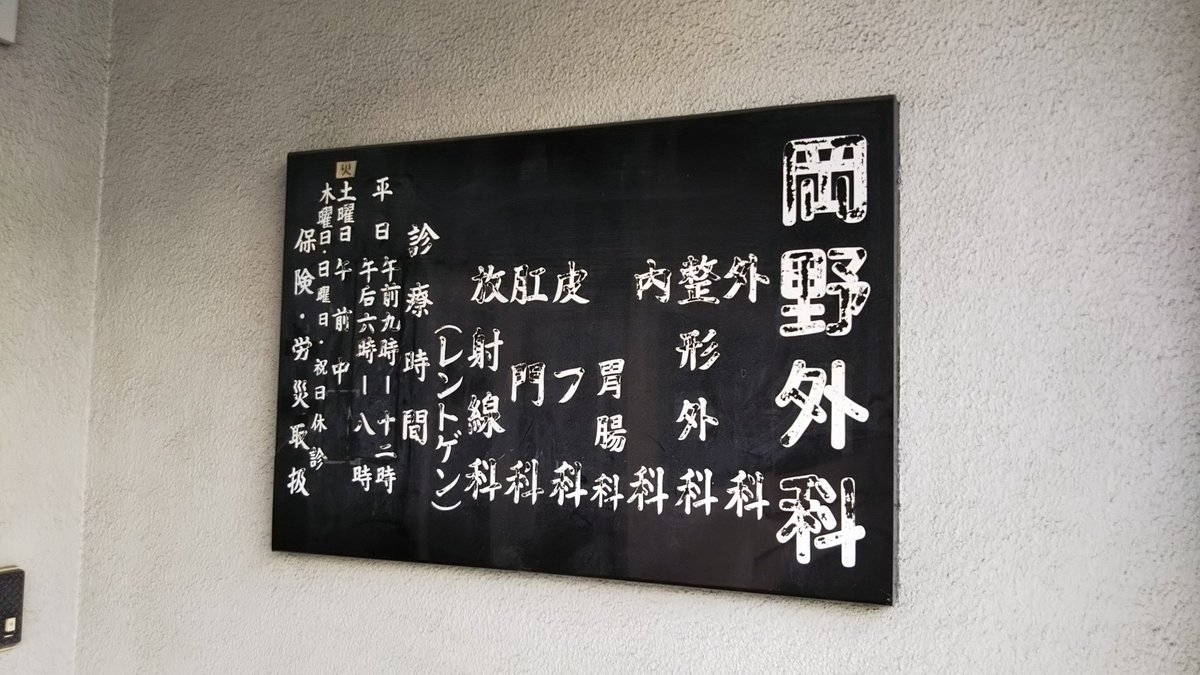 岡野外科
外科
整形外科
内科
胃腸科
皮フ科
肛門科
放射線科
(レントゲン)
診療時間
平日午前九時ー十二時
午后六時ー八時
土曜日午前中
木曜日・日曜日・祝日休診
保険・労災取扱